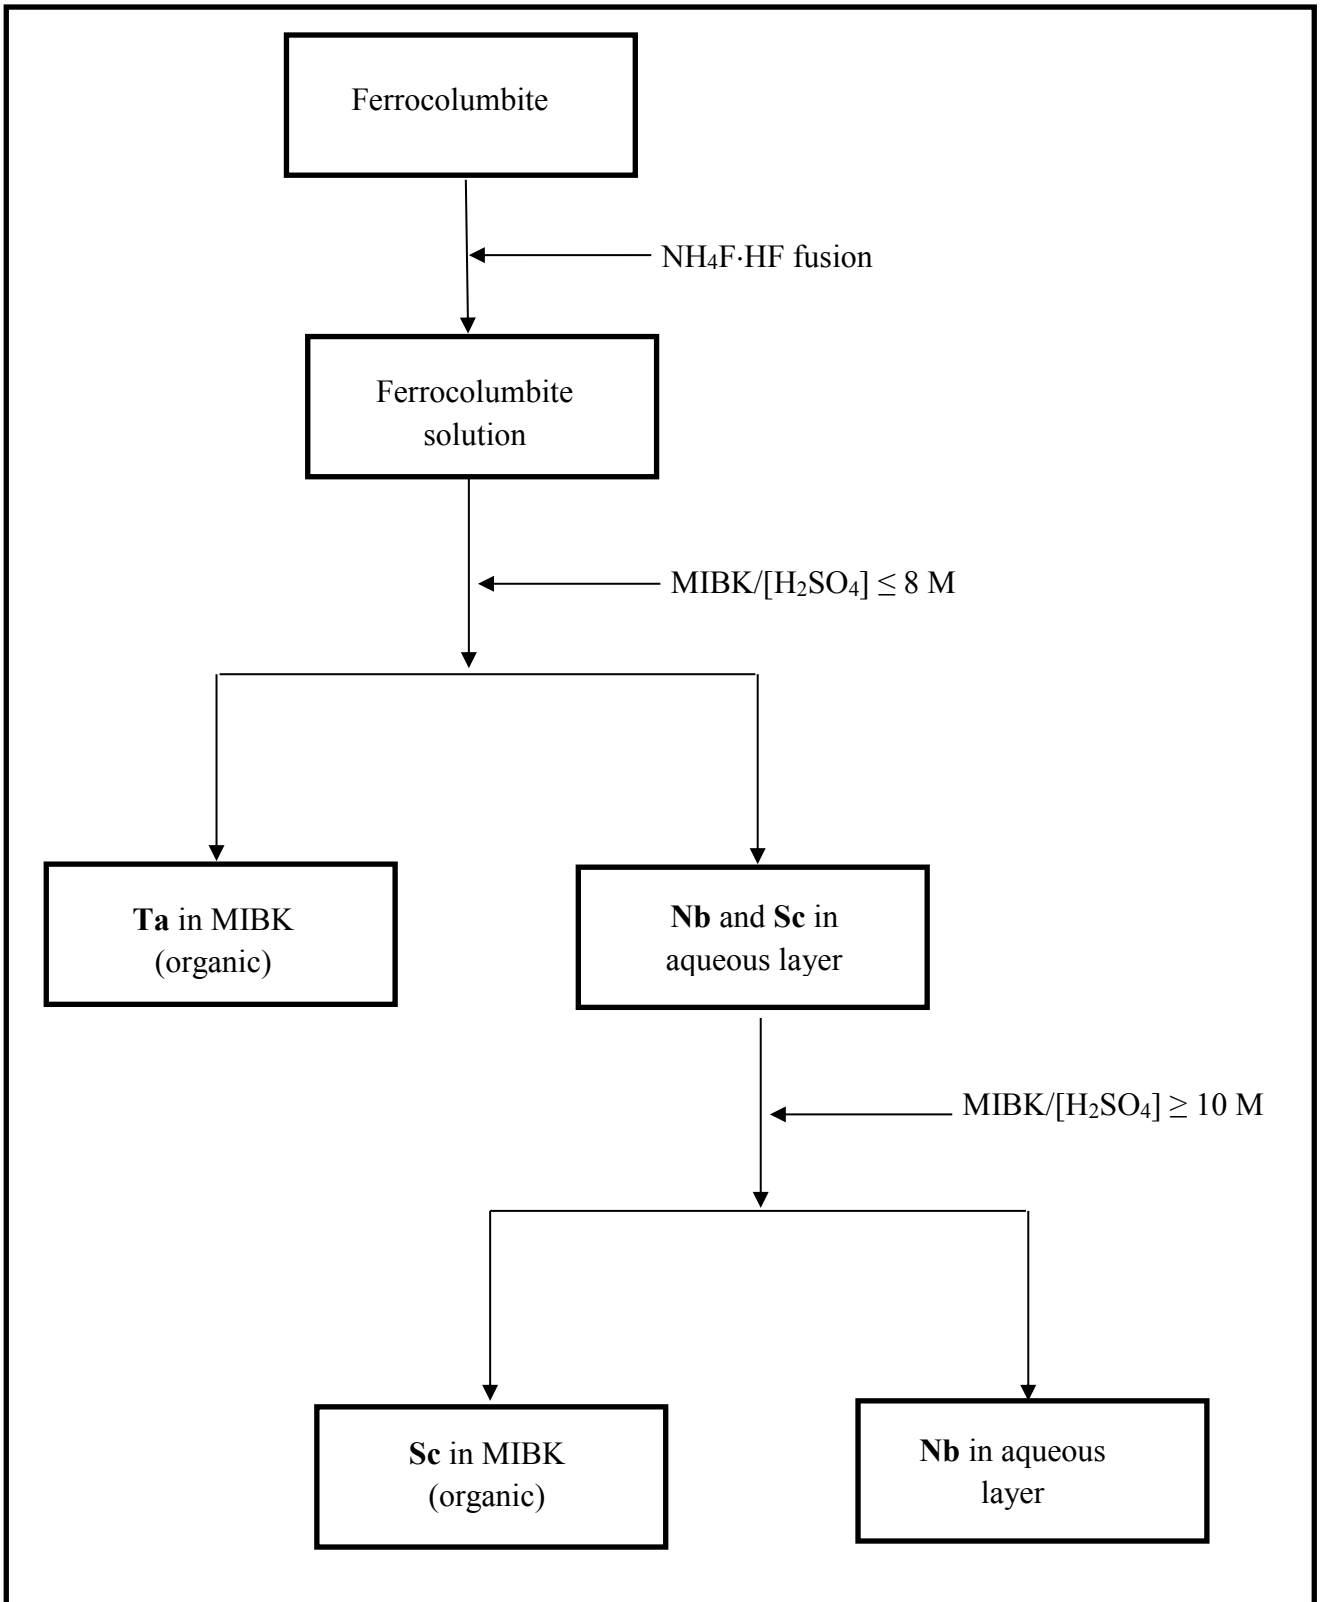 Ferrocolumbite
NH₄F·HF fusion
Ferrocolumbite
solution
MIBK/[H₂SO₄] ≤ 8 M
Ta in MIBK
(organic)
Nb and Sc in
aqueous layer
MIBK/[H₂SO₄] ≥ 10 M
Sc in MIBK
(organic)
Nb in aqueous
layer